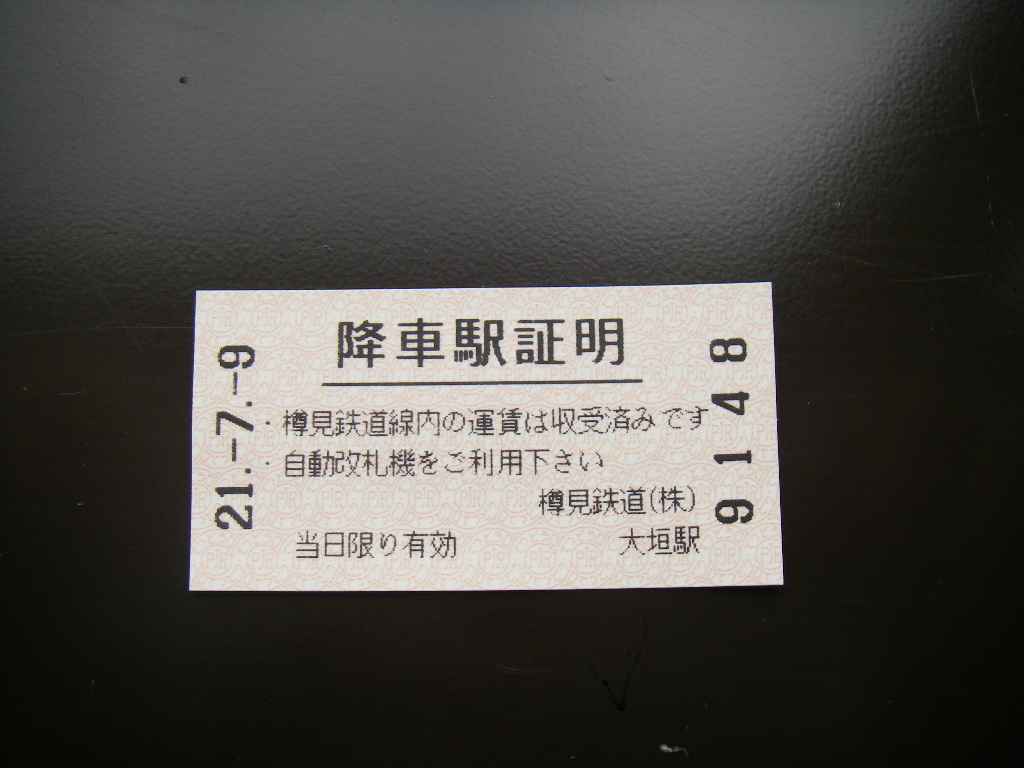 降車駅証明
・樽見鉄道線内の運賃は収受済みです
・自動改札機をご利用下さい
樽見鉄道(株)
当日限り有効 大垣駅
21.-7.-9
9148